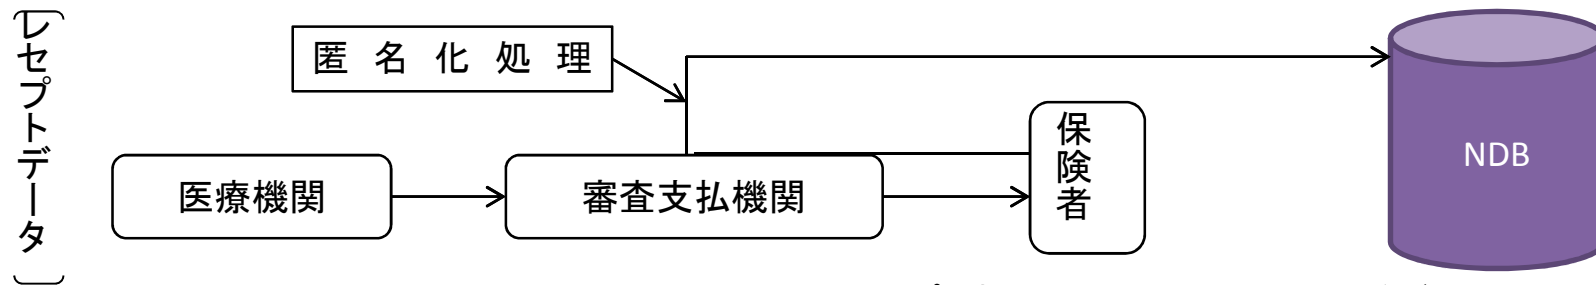 〔レセプトデータ〕
匿名化処理
医療機関
審査支払機関
保険者
NDB